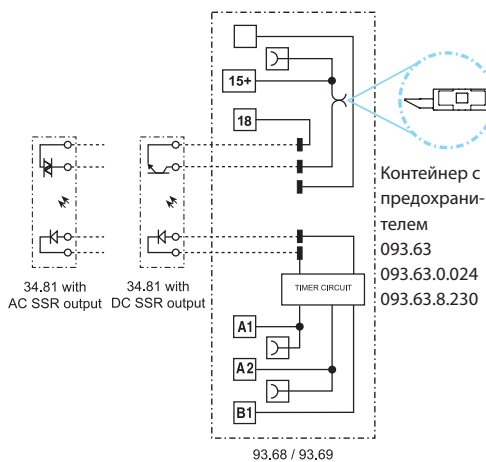 15+
18
Контейнер с
предохрани-
телем
093.63
093.63.0.024
093.63.8.230
34.81 with
AC SSR output
34.81 with
DC SSR output
TIMER CIRCUIT
A1
A2
B1
93.68 / 93.69